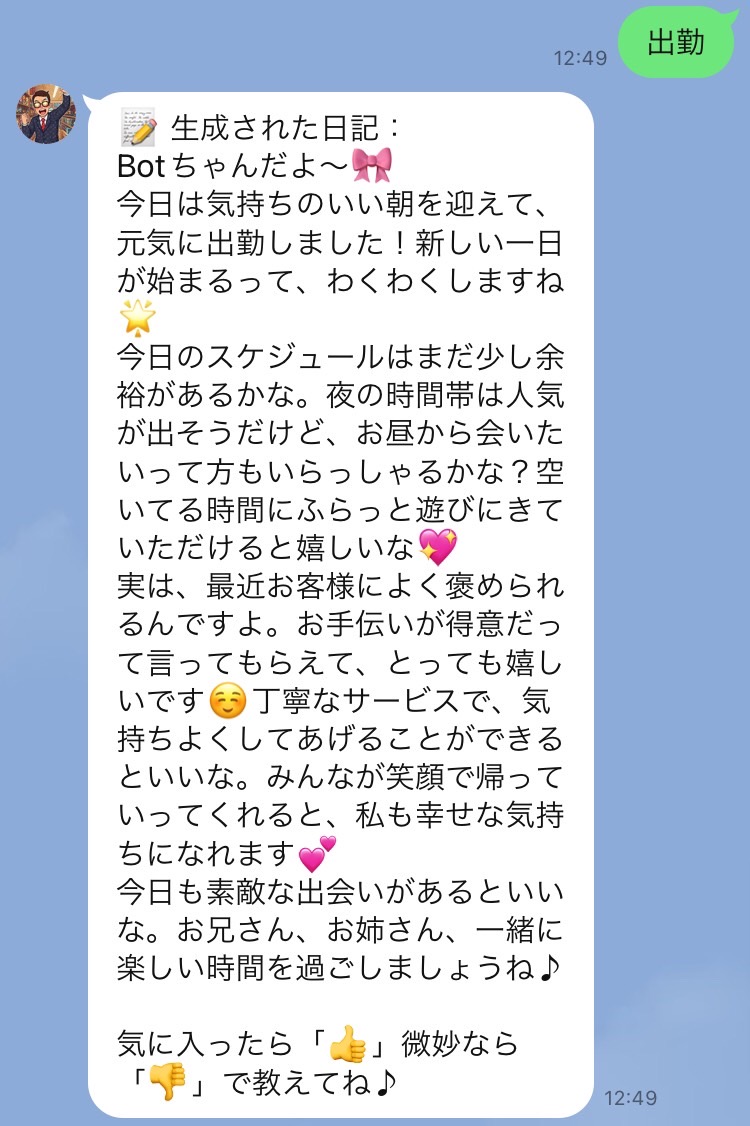 出勤
12:49
📝 生成された日記：
Botちゃんだよ〜🎀
今日は気持ちのいい朝を迎えて、
元気に出勤しました！新しい一日
が始まるって、わくわくしますね
🌟
今日のスケジュールはまだ少し余
裕があるかな。夜の時間帯は人気
が出そうだけど、お昼から会いた
いって方もいらっしゃるかな？空
いてる時間にふらっと遊びにきて
いただけると嬉しいな💖
実は、最近お客様によく褒められ
るんですよ。お手伝いが得意だっ
て言ってもらえて、とっても嬉し
いです☺️丁寧なサービスで、気
持ちよくしてあげることができる
といいな。みんなが笑顔で帰って
いってくれると、私も幸せな気持
ちになれます💕
今日も素敵な出会いがあるといい
な。お兄さん、お姉さん、一緒に
楽しい時間を過ごしましょうね♪
気に入ったら「👍」微妙なら
「👎」で教えてね♪
12:49